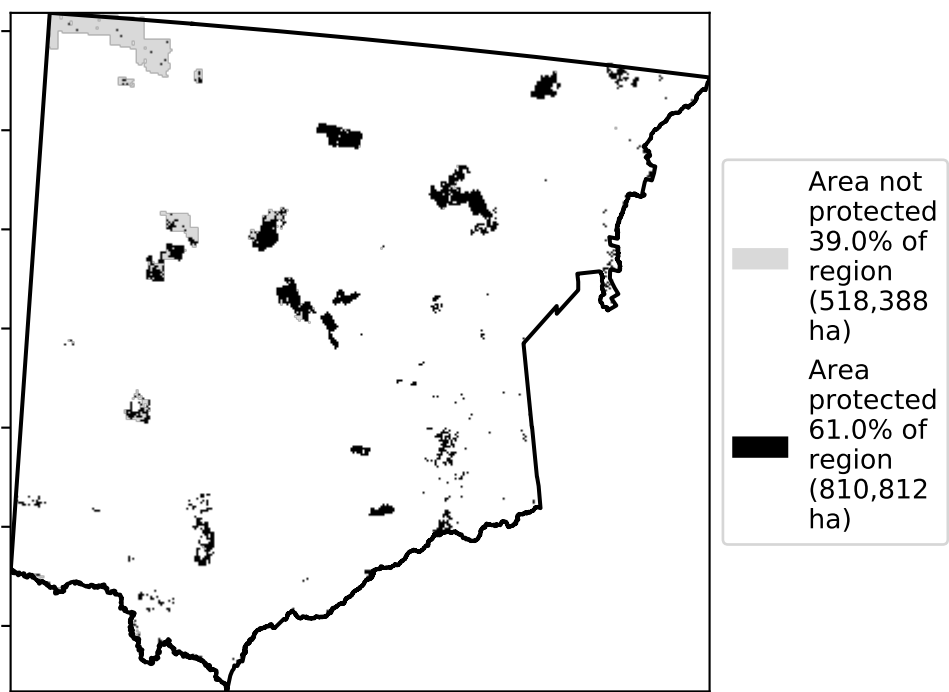 Area not
protected
39.0% of
region
(518,388
ha)
Area
protected
61.0% of
region
(810,812
ha)